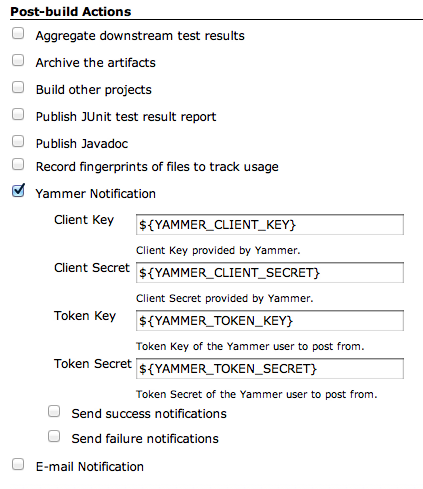 Post-build Actions
Aggregate downstream test results
Archive the artifacts
Build other projects
Publish JUnit test result report
Publish Javadoc
Record fingerprints of files to track usage
Yammer Notification
Client Key ${YAMMER_CLIENT_KEY}
Client Key provided by Yammer.
Client Secret ${YAMMER_CLIENT_SECRET}
Client Secret provided by Yammer.
Token Key ${YAMMER_TOKEN_KEY}
Token Key of the Yammer user to post from.
Token Secret ${YAMMER_TOKEN_SECRET}
Token Secret of the Yammer user to post from.
Send success notifications
Send failure notifications
E-mail Notification